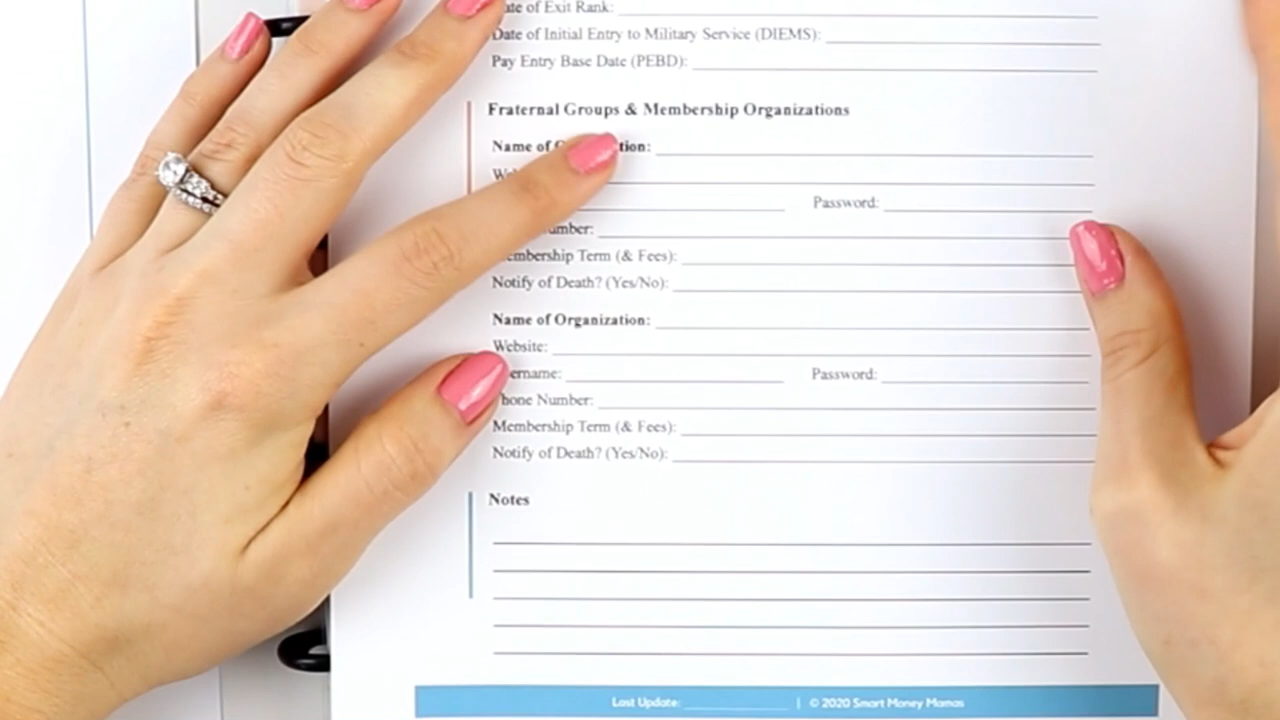 ate of Exit Rank:
Date of Initial Entry to Military Service (DIEMS):
Pay Entry Base Date (PEBD):
Fraternal Groups & Membership Organizations
Name of tion:
Password:
umber:
embership Term (& Fees):
Notify of Death? (Yes/No):
Name of Organization:
Website:
ername: Password:
hone Number:
Membership Term (& Fees):
Notify of Death? (Yes/No):
Notes
Last Update: | © 2020 Smart Money Mamas